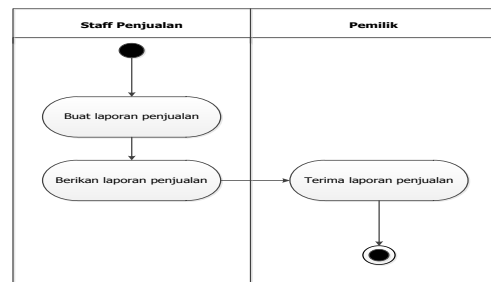 Staff Penjualan
Pemilik
Buat laporan penjualan
Berikan laporan penjualan
Terima laporan penjualan